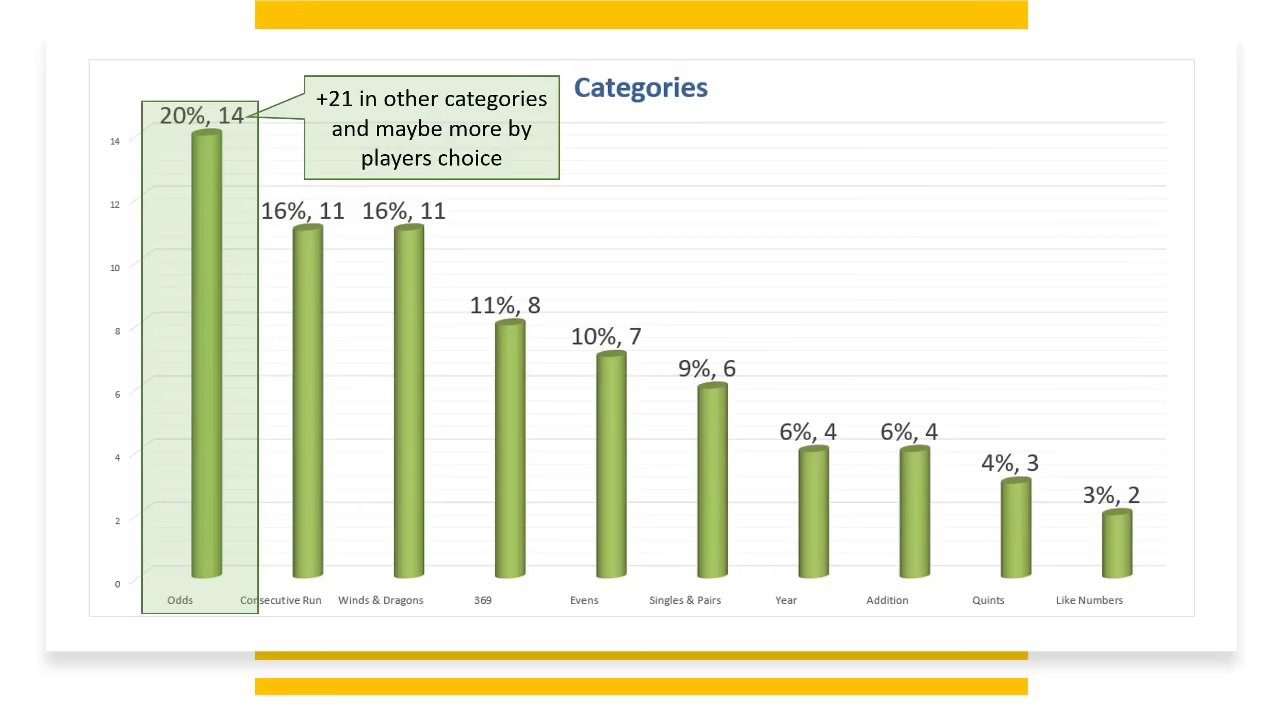 Categories
+21 in other categories
and maybe more by
players choice
20%, 14
16%, 11
16%, 11
11%, 8
10%, 7
9%, 6
6%, 4
6%, 4
4%, 3
3%, 2
14
12
10
8
6
4
2
0
Odds
Consecutive Run
Winds & Dragons
369
Evens
Singles & Pairs
Year
Addition
Quints
Like Numbers